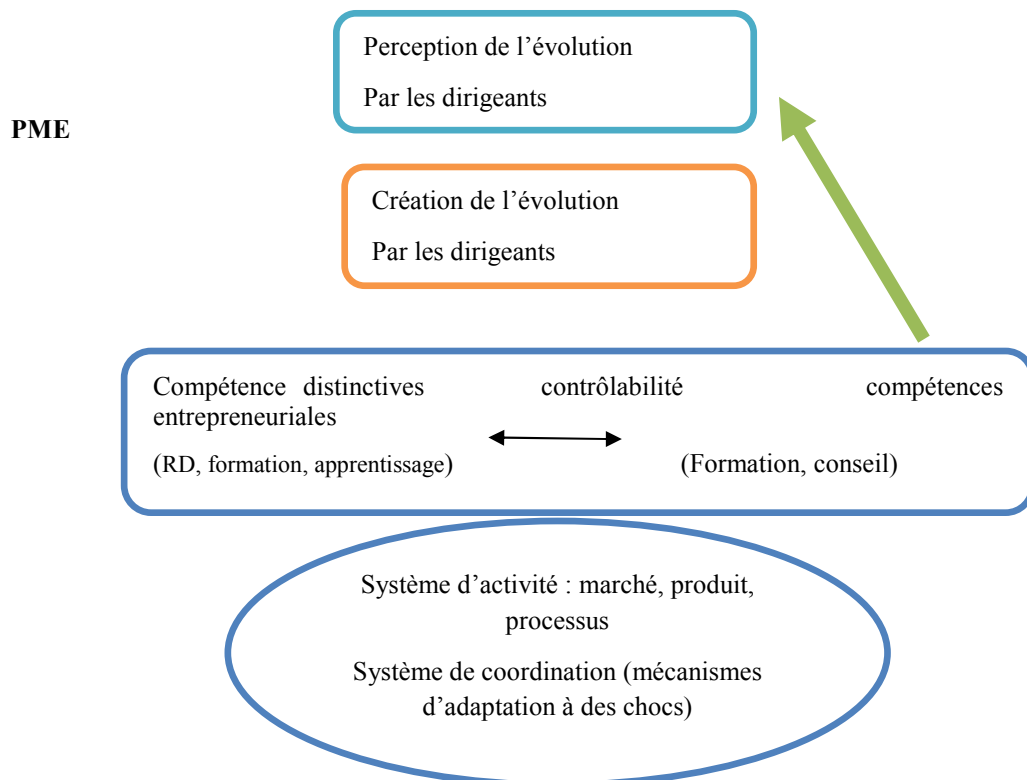 Perception de l’évolution
Par les dirigeants
PME
Création de l’évolution
Par les dirigeants
Compétence distinctives contrôlabilité compétences
entrepreneuriales
(RD, formation, apprentissage) (Formation, conseil)
Système d’activité : marché, produit,
processus
Système de coordination (mécanismes
d’adaptation à des chocs)